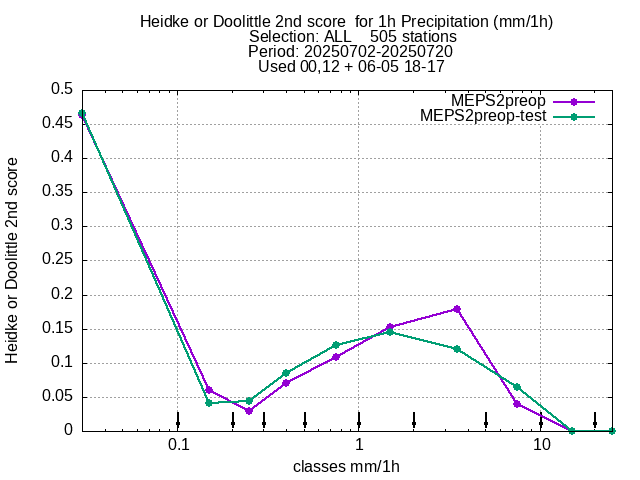 Heidke or Doolittle 2nd score  for 1h Precipitation (mm/1h)
Selection: ALL    505 stations
Period: 20250702-20250720
Used 00,12 + 06-05 18-17
MEPS2preop
MEPS2preop-test
Heidke or Doolittle 2nd score
0.5
0.45
0.4
0.35
0.3
0.25
0.2
0.15
0.1
0.05
0
0.1 1 10
classes mm/1h